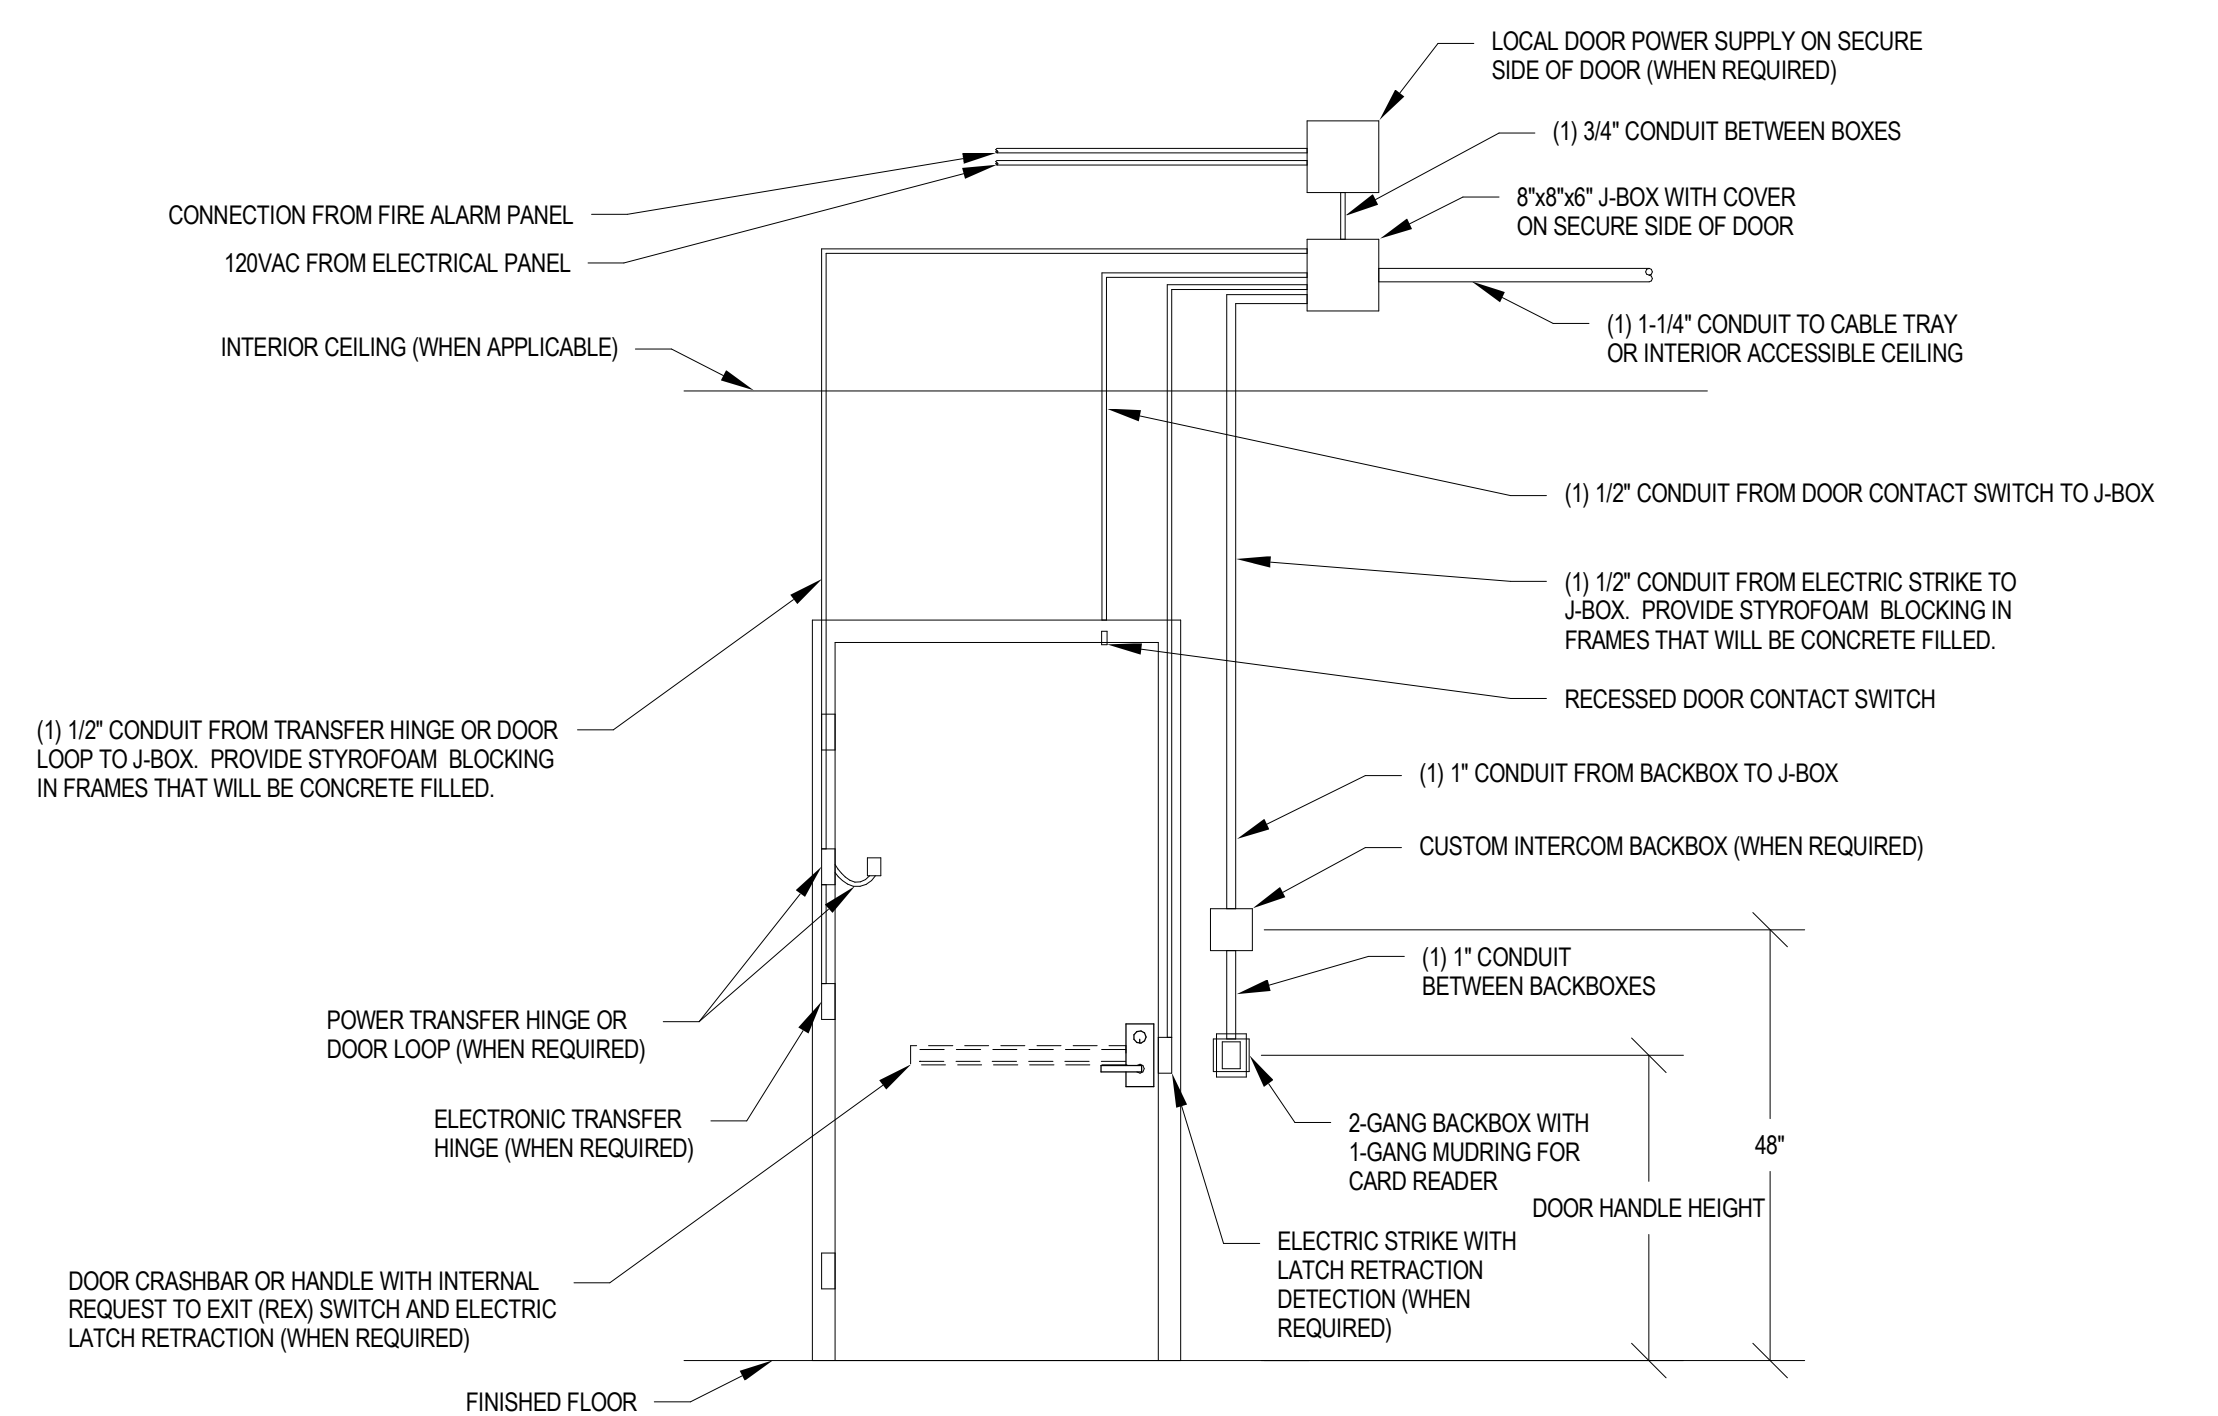 LOCAL DOOR POWER SUPPLY ON SECURE
SIDE OF DOOR (WHEN REQUIRED)
(1) 3/4" CONDUIT BETWEEN BOXES
8"x8"x6" J-BOX WITH COVER
ON SECURE SIDE OF DOOR
CONNECTION FROM FIRE ALARM PANEL
120VAC FROM ELECTRICAL PANEL
(1) 1-1/4" CONDUIT TO CABLE TRAY
OR INTERIOR ACCESSIBLE CEILING
INTERIOR CEILING (WHEN APPLICABLE)
(1) 1/2" CONDUIT FROM DOOR CONTACT SWITCH TO J-BOX
(1) 1/2" CONDUIT FROM ELECTRIC STRIKE TO
J-BOX. PROVIDE STYROFOAM BLOCKING IN
FRAMES THAT WILL BE CONCRETE FILLED.
RECESSED DOOR CONTACT SWITCH
(1) 1/2" CONDUIT FROM TRANSFER HINGE OR DOOR
LOOP TO J-BOX. PROVIDE STYROFOAM BLOCKING
IN FRAMES THAT WILL BE CONCRETE FILLED.
(1) 1" CONDUIT FROM BACKBOX TO J-BOX
CUSTOM INTERCOM BACKBOX (WHEN REQUIRED)
(1) 1" CONDUIT
BETWEEN BACKBOXES
POWER TRANSFER HINGE OR
DOOR LOOP (WHEN REQUIRED)
ELECTRONIC TRANSFER
HINGE (WHEN REQUIRED)
2-GANG BACKBOX WITH
1-GANG MUDRING FOR
CARD READER
48"
DOOR HANDLE HEIGHT
ELECTRIC STRIKE WITH
LATCH RETRACTION
DETECTION (WHEN
REQUIRED)
DOOR CRASHBAR OR HANDLE WITH INTERNAL
REQUEST TO EXIT (REX) SWITCH AND ELECTRIC
LATCH RETRACTION (WHEN REQUIRED)
FINISHED FLOOR